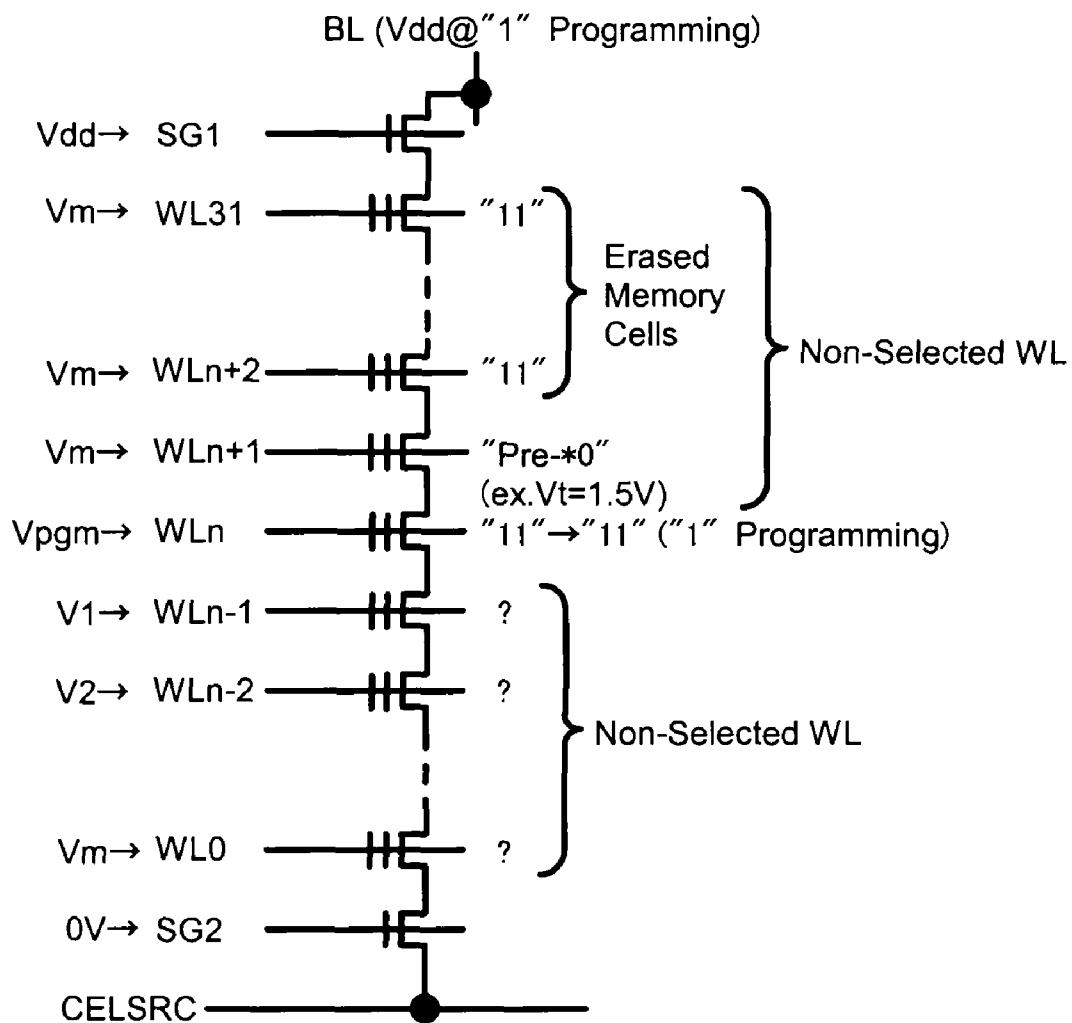 BL (Vdd@"1" Programming)
Vdd→ SG1
Vm→ WL31 "11"
Erased
Memory
Cells
Non-Selected WL
Vm→ WLn+2 "11"
Vm→ WLn+1 "Pre-*0"
(ex.Vt=1.5V)
Vpgm→ WLn "11"→"11" ("1" Programming)
V1→ WLn-1 ?
V2→ WLn-2 ?
Non-Selected WL
Vm→ WL0 ?
0V→ SG2
CELSRC